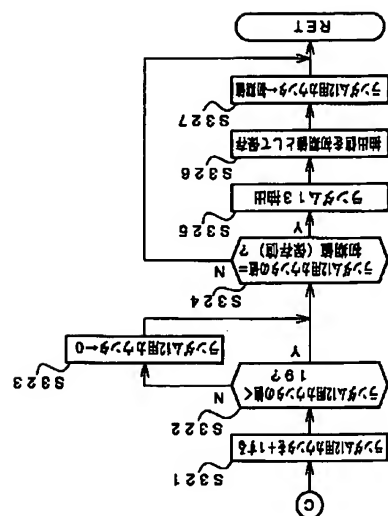 C
S321
ランダム12用カウンタを+1する
S322
ランダム12用カウンタの値<
19?
N
Y
S323
ランダム12用カウンタ←0
S324
ランダム12用カウンタの値=
初期値(保存値)
?
N
Y
S325
ランダム13抽出
S326
抽出値を初期値として保存
S327
ランダム12用カウンタ←初期値
RET